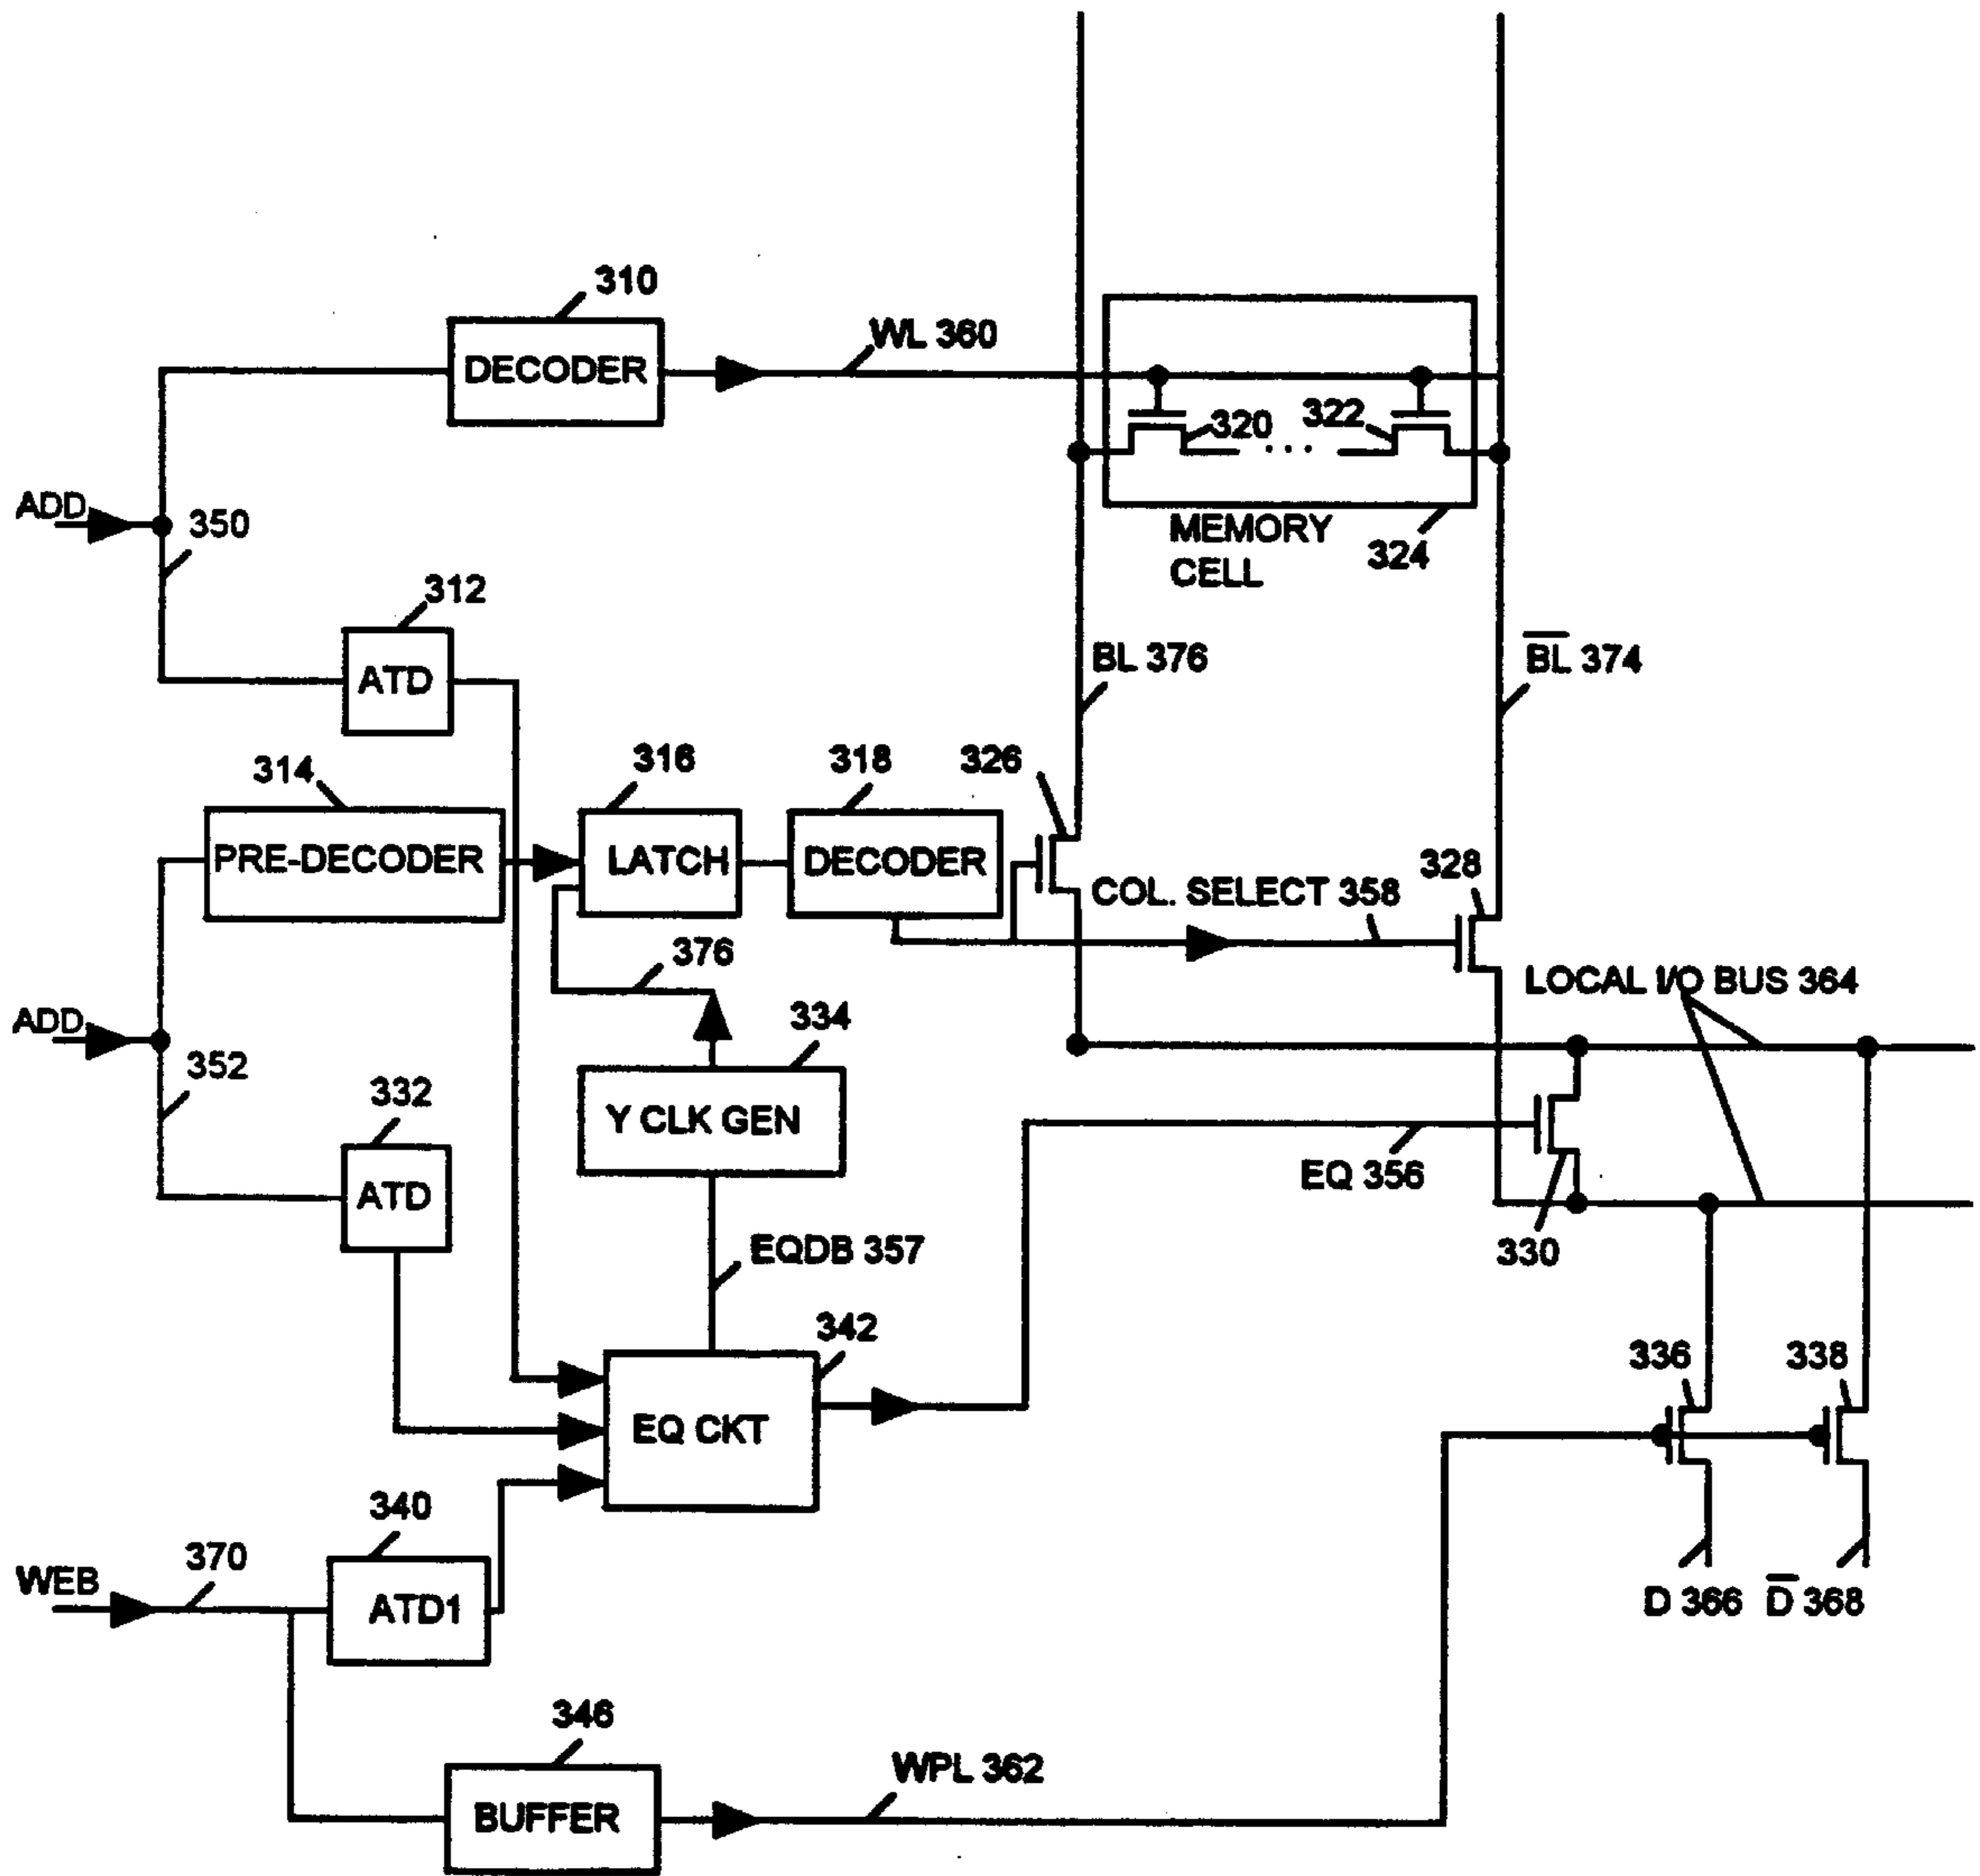 310
DECODER
WL 360
320
...
322
ADD
350
MEMORY
CELL
324
312
ATD
BL 376
BL 374
314
316
318
326
PRE-DECODER
LATCH
DECODER
328
COL. SELECT 358
376
LOCAL I/O BUS 364
ADD
334
352
332
Y CLK GEN
ATD
EQ 356
330
EQDB 357
342
336
338
EQ CKT
340
370
WEB
ATD1
D 366
D 368
346
WPL 362
BUFFER